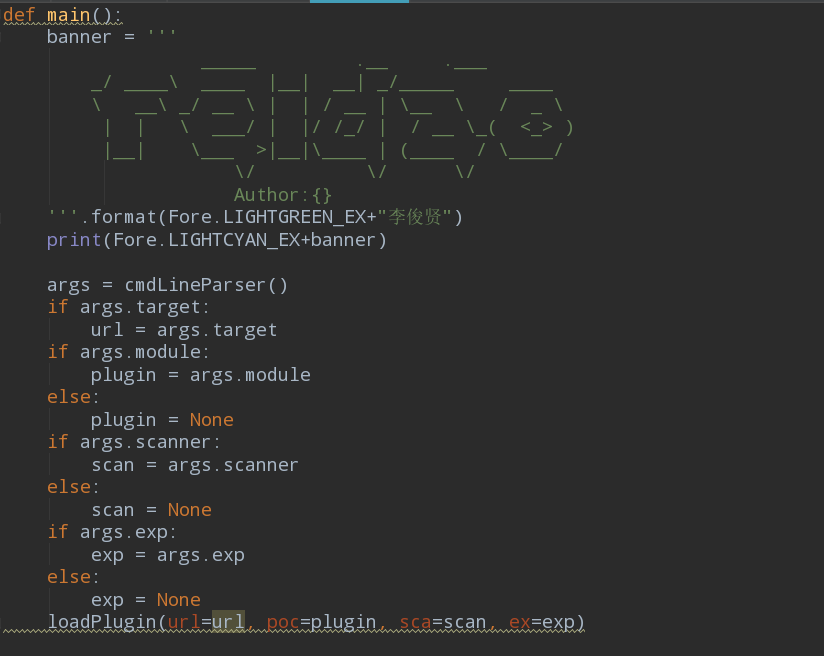 def main():
    banner = '''
              ______         .__      .___
    _/ ____\  ____  |__|  __| _/_____     ____
    \   __\ _/ __ \ |  | / __ | \__  \   /  _ \
     |  |   \  ___/ |  |/ /_/ |  / __ \_(  <_> )
     |__|    \___  >|__|\____ | (____  / \____/
                 \/          \/      \/
                 Author:{}
    '''.format(Fore.LIGHTGREEN_EX+"李俊贤")
    print(Fore.LIGHTCYAN_EX+banner)

    args = cmdLineParser()
    if args.target:
        url = args.target
    if args.module:
        plugin = args.module
    else:
        plugin = None
    if args.scanner:
        scan = args.scanner
    else:
        scan = None
    if args.exp:
        exp = args.exp
    else:
        exp = None
    loadPlugin(url=url, poc=plugin, sca=scan, ex=exp)